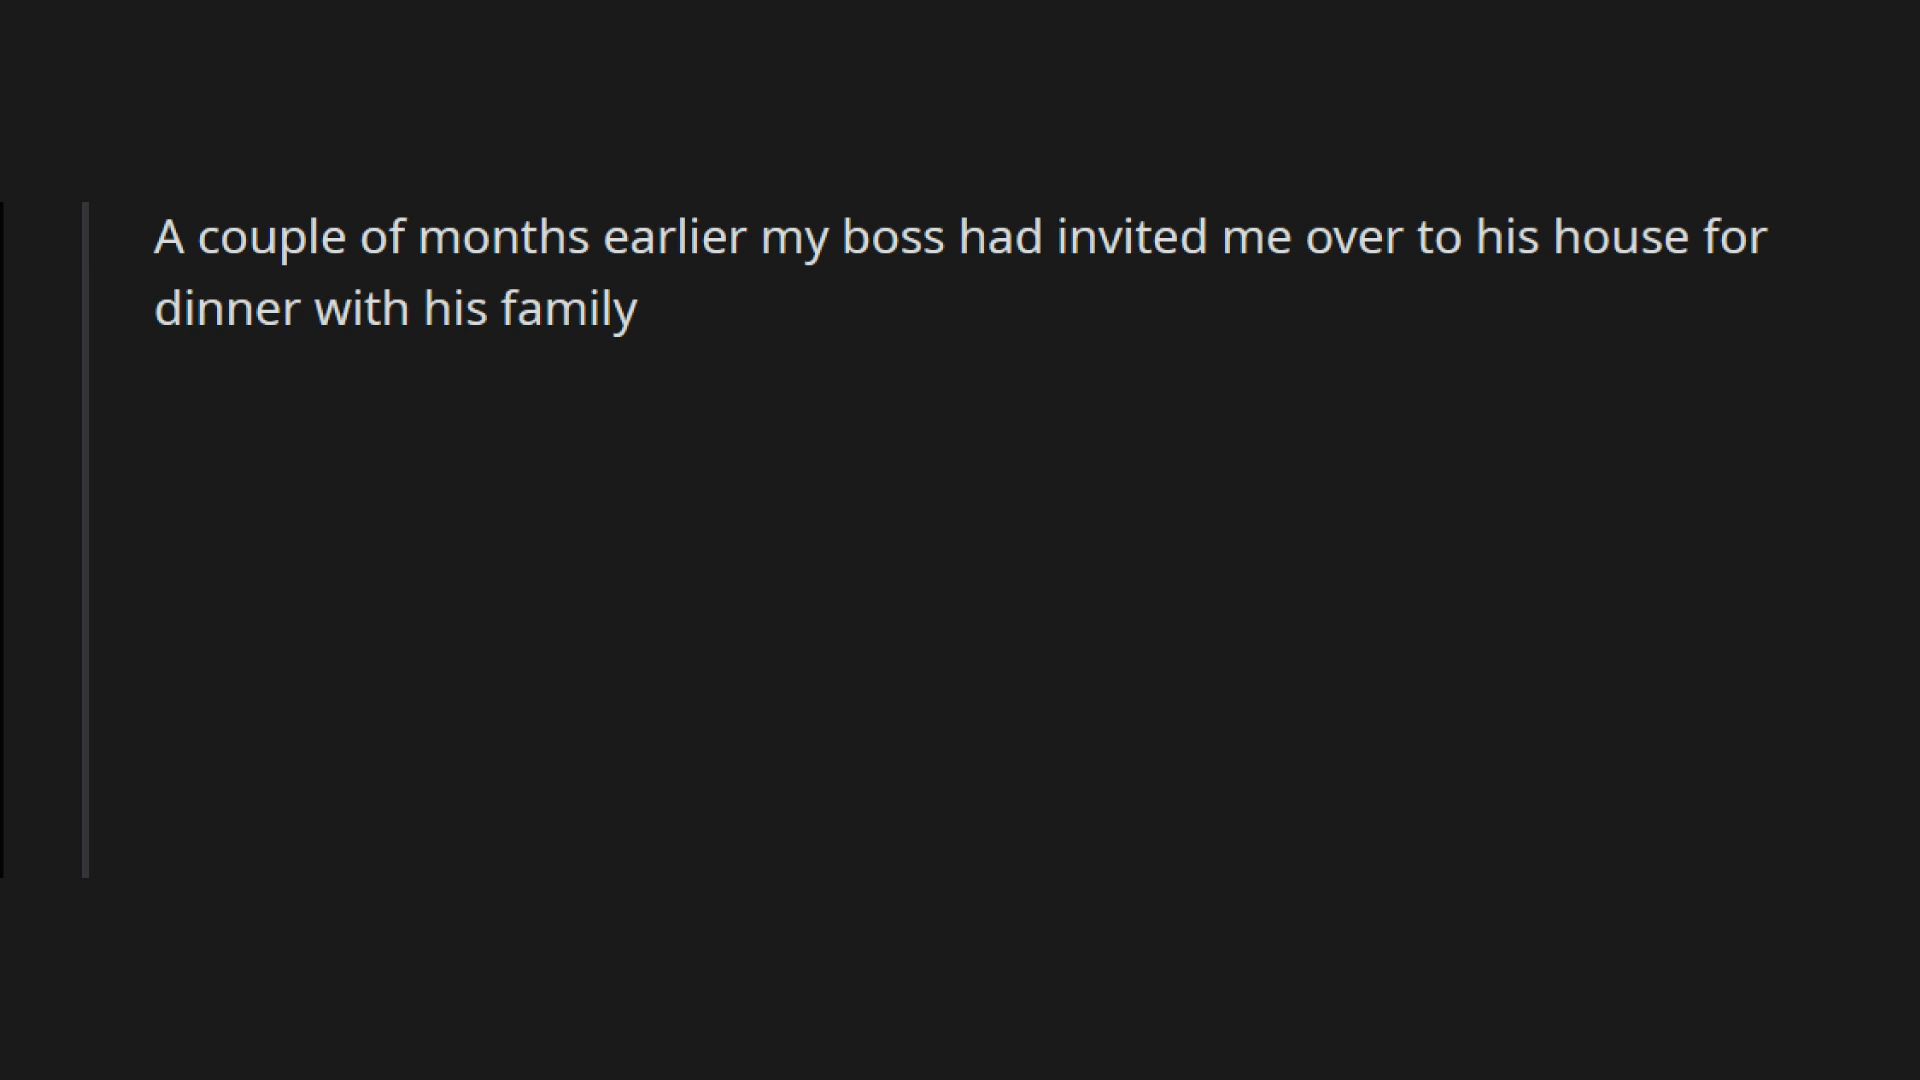 A couple of months earlier my boss had invited me over to his house for
dinner with his family